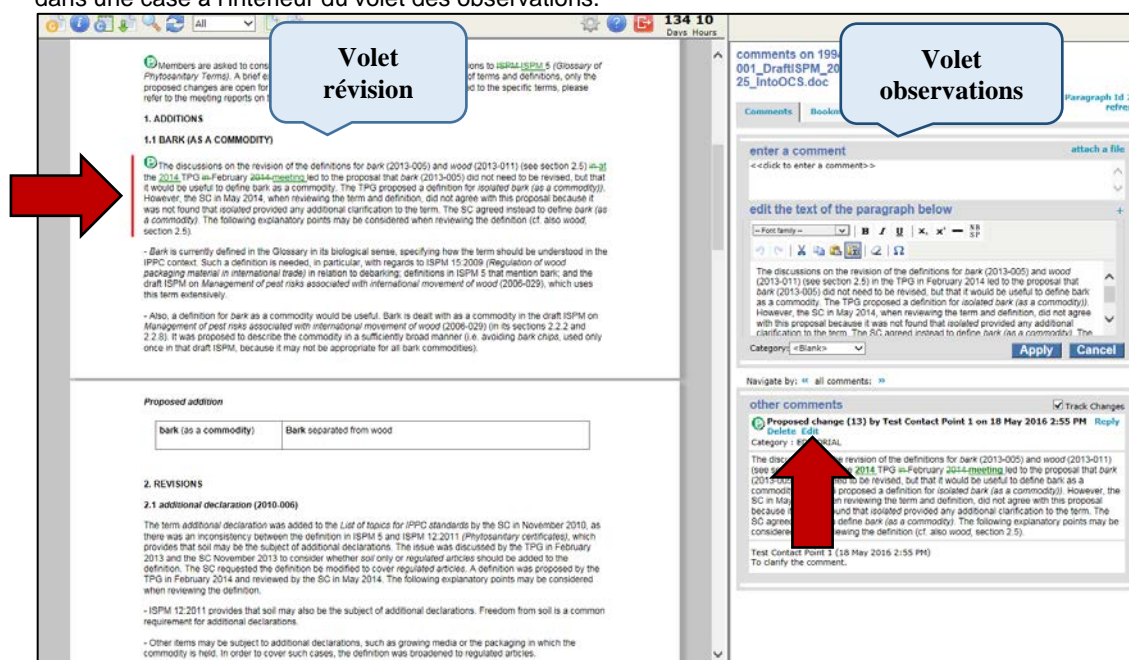 dans une case à l'intérieur du volet des observations.
All
134 10
Days Hours
Volet
révision
Volet
observations
Members are asked to cons
ions to ISPM ISPM 5 (Glossary of
Phytosanitary Terms). A brief e
of terms and definitions, only the
proposed changes are open for
ed to the specific terms, please
refer to the meeting reports on t
1. ADDITIONS
1.1 BARK (AS A COMMODITY)
The discussions on the revision of the definitions for bark (2013-005) and wood (2013-011) (see section 2.5) in at
the 2014 TPG in February 2014 meeting led to the proposal that bark (2013-005) did not need to be revised, but that
it would be useful to define bark as a commodity. The TPG proposed a definition for isolated bark (as a commodity)).
However, the SC in May 2014, when reviewing the term and definition, did not agree with this proposal because it
was not found that isolated provided any additional clarification to the term. The SC agreed instead to define bark (as
a commodity). The following explanatory points may be considered when reviewing the definition (cf. also wood,
section 2.5).
- Bark is currently defined in the Glossary in its biological sense, specifying how the term should be understood in the
IPPC context. Such a definition is needed, in particular, with regards to ISPM 15:2009 (Regulation of wood
packaging material in international trade) in relation to debarking; definitions in ISPM 5 that mention bark; and the
draft ISPM on Management of pest risks associated with international movement of wood (2006-029), which uses
this term extensively.
- Also, a definition for bark as a commodity would be useful. Bark is dealt with as a commodity in the draft ISPM on
Management of pest risks associated with international movement of wood (2006-029) (in its sections 2.2.2 and
2.2.8). It was proposed to describe the commodity in a sufficiently broad manner (i.e. avoiding bark chips, used only
once in that draft ISPM, because it may not be appropriate for all bark commodities).
Proposed addition
bark (as a commodity) Bark separated from wood
2. REVISIONS
2.1 additional declaration (2010-006)
The term additional declaration was added to the List of topics for IPPC standards by the SC in November 2010, as
there was an inconsistency between the definition in ISPM 5 and ISPM 12:2011 (Phytosanitary certificates), which
provides that soil may be the subject of additional declarations. The issue was discussed by the TPG in February
2013 and the SC November 2013 to consider whether soil only or regulated articles should be added to the
definition. The SC requested the definition be modified to cover regulated articles. A definition was proposed by the
TPG in February 2014 and reviewed by the SC in May 2014. The following explanatory points may be considered
when reviewing the definition.
- ISPM 12:2011 provides that soil may also be the subject of additional declarations. Freedom from soil is a common
requirement for additional declarations.
- Other items may be subject to additional declarations, such as growing media or the packaging in which the
commodity is held. In order to cover such cases, the definition was broadened to regulated articles.
comments on 199
001_DraftISPM_20
25_IntoOCS.doc
Paragraph Id
refre
Comments Bookm
enter a comment attach a file
<<click to enter a comment>>
edit the text of the paragraph below +
-- Font family -- B I U x, x' — NB SP
Ω
The discussions on the revision of the definitions for bark (2013-005) and wood
(2013-011) (see section 2.5) in the TPG in February 2014 led to the proposal that
bark (2013-005) did not need to be revised, but that it would be useful to define bark
as a commodity. The TPG proposed a definition for isolated bark (as a commodity)).
However, the SC in May 2014, when reviewing the term and definition, did not agree
with this proposal because it was not found that isolated provided any additional
clarification to the term. The SC agreed instead to define bark (as a commodity). The
Category: <Blank> Apply Cancel
Navigate by: « all comments: »
other comments Track Changes
Proposed change (13) by Test Contact Point 1 on 18 May 2016 2:55 PM Reply
Delete Edit
Category : EDITORIAL
The disc e revision of the definitions for bark (2013-005) and wood (2013-011)
(see s e 2014 TPG in February 2014 meeting led to the proposal that bark
(2013-005 d to be revised, but that it would be useful to define bark as a
commodi proposed a definition for isolated bark (as a commodity)). However, the
SC in May ewing the term and definition, did not agree with this proposal
because it und that isolated provided any additional clarification to the term. The
SC agree define bark (as a commodity). The following explanatory points may be
considere ewing the definition (cf. also wood, section 2.5).
Test Contact Point 1 (18 May 2016 2:55 PM)
To clarify the comment.